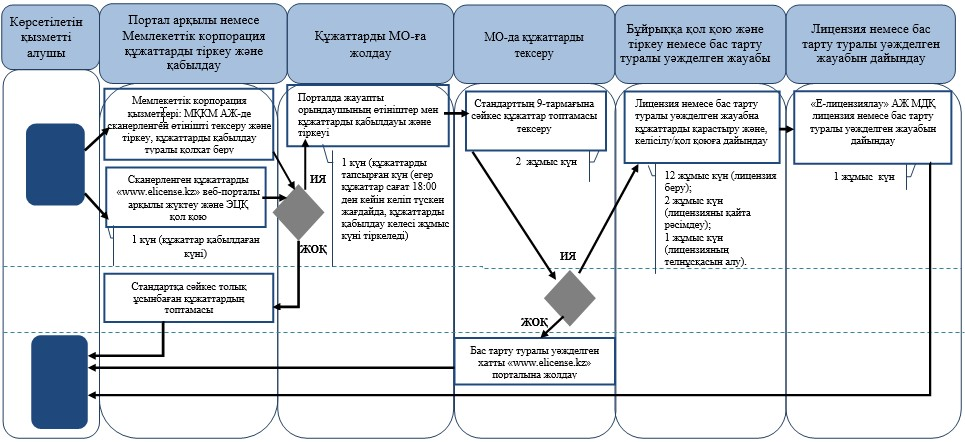 Көрсетілетін
қызметті
алушы
Портал арқылы немесе
Мемлекеттік корпорация
құжаттарды тіркеу және
қабылдау
Құжаттарды МО-ға
жолдау
МО-да құжаттарды
тексеру
Бұйрыққа қол қою және
тіркеу немесе бас тарту
туралы уәжделген жауабы
Лицензия немесе бас
тарту туралы уәжделген
жауабын дайындау
Мемлекеттік корпорация
қызметкері: МҚКМ АЖ-де
сканерленген өтінішті тексеру және
тіркеу, құжаттарды қабылдау
туралы қолхат беру
Сканерленген құжаттарды
«www.elicense.kz» веб-порталы
арқылы жүктеу және ЭЦҚ
қол қою
1 күн (құжаттар қабылдаған
күні)
Стандартқа сәйкес толық
ұсынбаған құжаттардың
топтамасы
ИЯ
ЖОҚ
Порталда жауапты
орындаушының өтініштер мен
құжаттарды қабылдауы және
тіркеуі
1 күн (құжаттарды
тапсырған күн (егер
құжаттар сағат 18:00
ден кейін келіп түскен
жағдайда, құжаттарды
қабылдау келесі жұмыс
күні тіркеледі)
Стандарттың 9-тармағына
сәйкес құжаттар топтамасы
тексеру
2 жұмыс күн
ИЯ
ЖОҚ
Бас тарту туралы уәжделген
хатты «www.elicense.kz»
порталына жолдау
Лицензия немесе бас тарту
туралы уәжделген жауабна
құжаттарды қарастыру және,
келісілу/қол қоюға дайындау
12 жұмыс күн (лицензия
беру);
2 жұмыс күн
(лицензияны қайта
рәсімдеу);
1 жұмыс күн
(лицензияның
телнұсқасын алу).
«Е-лицензиялау» АЖ МДҚ
лицензия немесе бас тарту
туралы уәжделген жауабын
дайындау
1 жұмыс күн